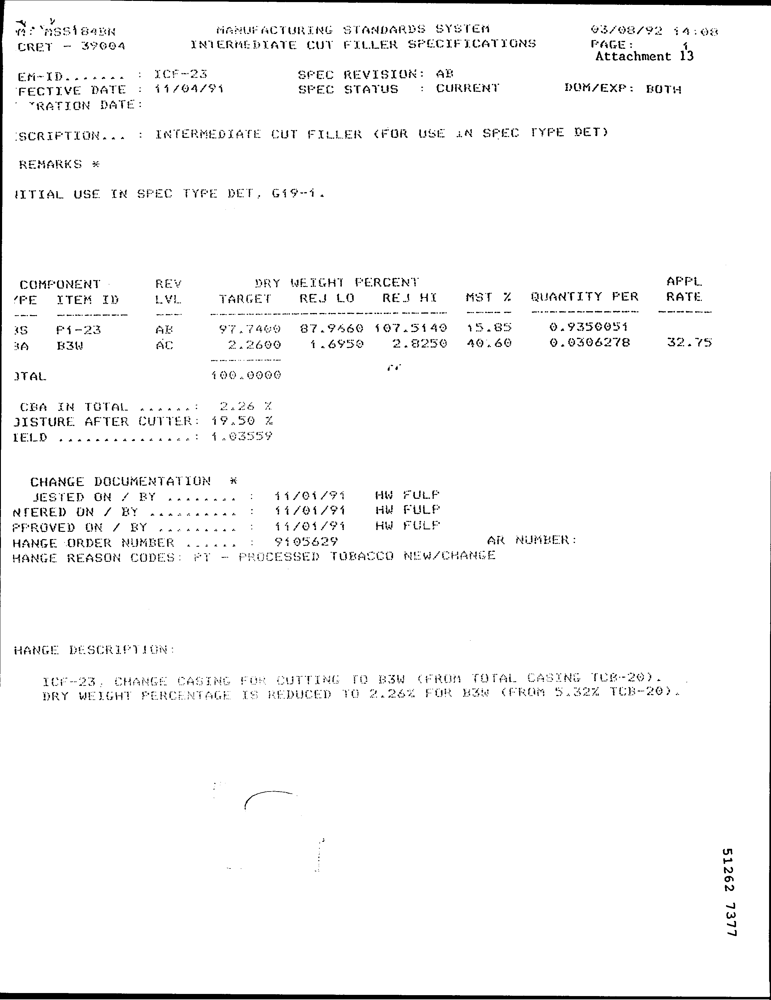 MSS184BN MANUFACTURING STANDARDS SYSTEM 03/08/92 14:08
CRET - 39004 INTERMEDIATE CUT FILLER SPECIFICATIONS PAGE: 1
Attachment 13
EM-ID....... : ICF-23 SPEC REVISION: AB
FECTIVE DATE : 11/04/91 SPEC STATUS : CURRENT DOM/EXP: BOTH
RATION DATE:
SCRIPTION... : INTERMEDIATE CUT FILLER (FOR USE IN SPEC TYPE DET)
REMARKS *
NITIAL USE IN SPEC TYPE DET, G19-1.
COMPONENT REV DRY WEIGHT PERCENT APPL
YPE ITEM ID LVL TARGET REJ LO REJ HI MST % QUANTITY PER RATE
BS P1-23 AB 97.7400 87.9660 107.5140 15.85 0.9350051
BA B3W AC 2.2600 1.6950 2.8250 40.60 0.0306278 32.75
OTAL 100.0000
CBA IN TOTAL ......: 2.26 %
OISTURE AFTER CUTTER: 19.50 %
IELD ...............: 1.03559
CHANGE DOCUMENTATION *
UESTED ON / BY ........ : 11/01/91 HW FULP
NTERED ON / BY .......... : 11/01/91 HW FULP
PPROVED ON / BY ......... : 11/01/91 HW FULP
HANGE ORDER NUMBER ...... : 9105629 AR NUMBER:
HANGE REASON CODES: PT - PROCESSED TOBACCO NEW/CHANGE
HANGE DESCRIPTION:
ICF-23, CHANGE CASING FOR CUTTING TO B3W (FROM TOTAL CASING TCB-20).
DRY WEIGHT PERCENTAGE IS REDUCED TO 2.26% FOR B3W (FROM 5.32% TCB-20).
51262 7377